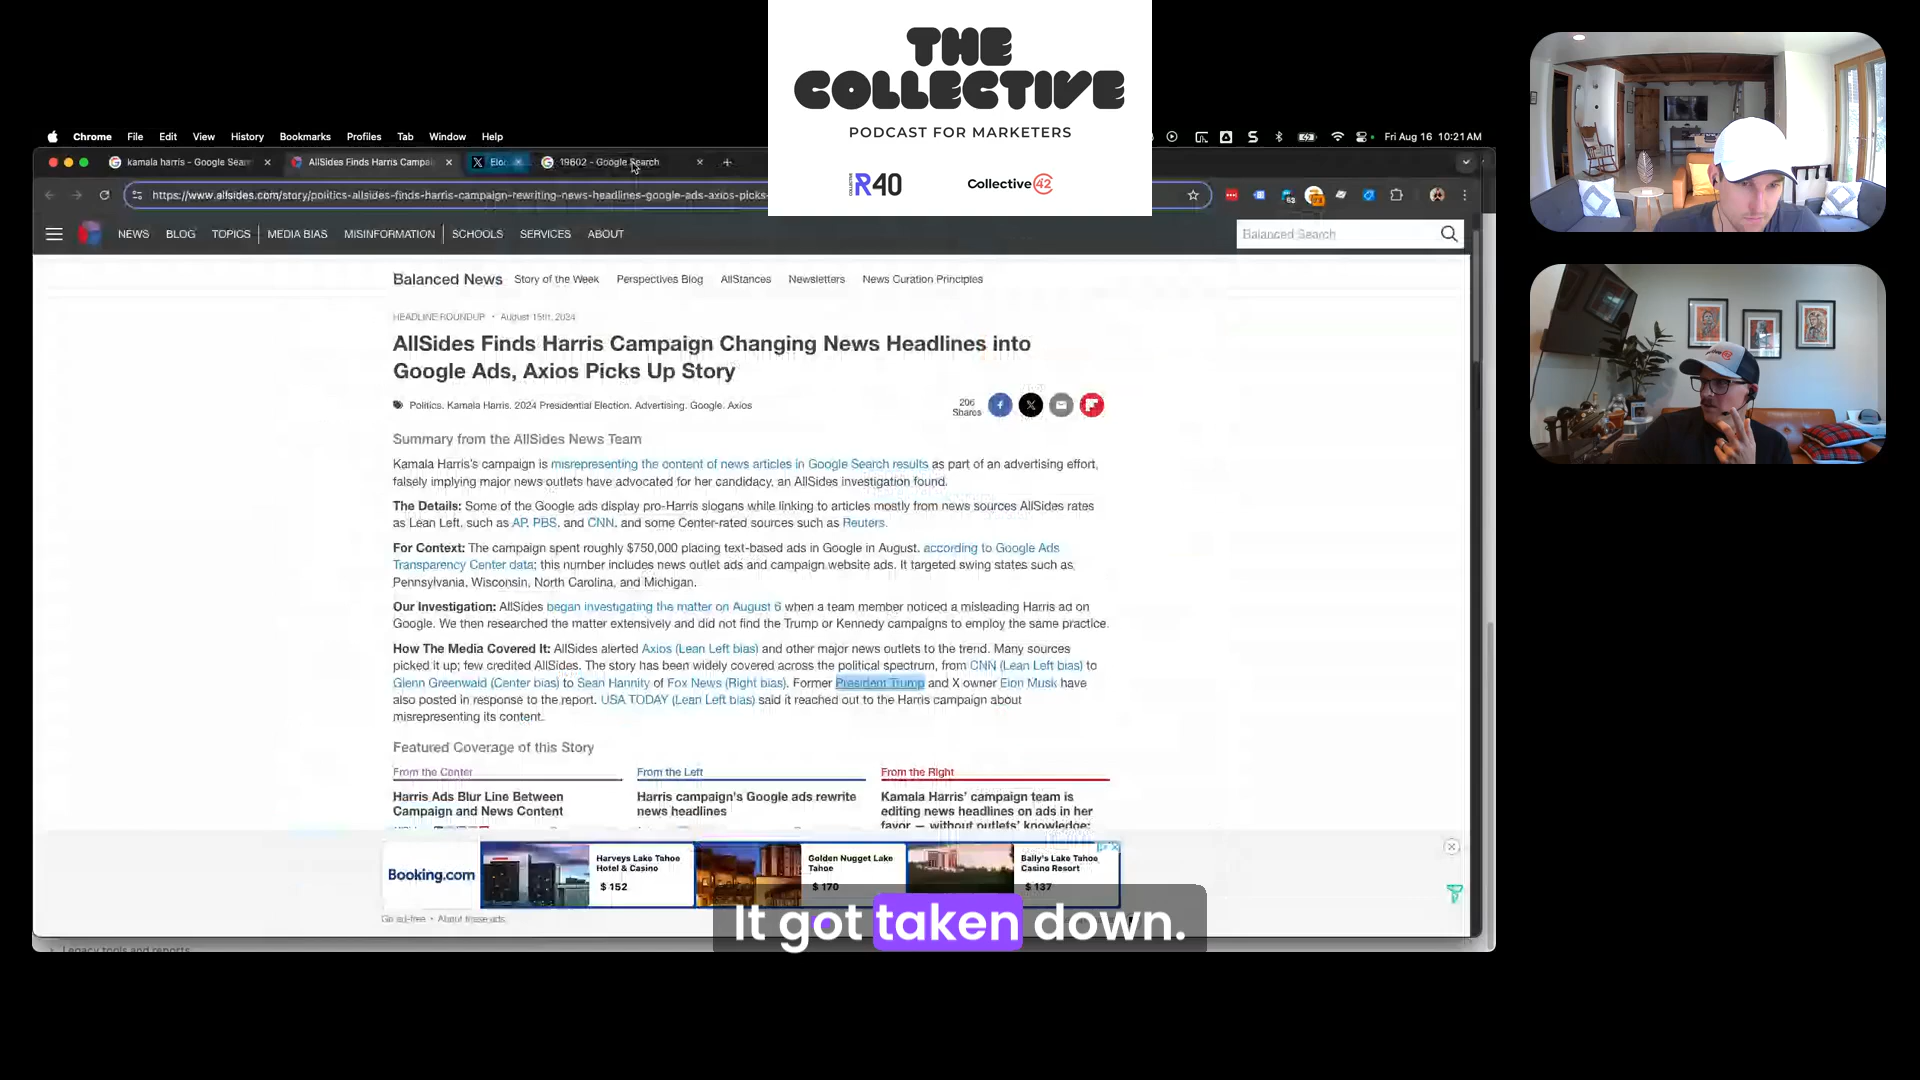 THE
COLLECTIVE
PODCAST FOR MARKETERS
COLLECTIVE R40
Collective 42
Chrome File Edit View History Bookmarks Profiles Tab Window Help
Fri Aug 16 10:21 AM
kamala harris - Google Sear
AllSides Finds Harris Campai
Elo
19602 - Google Search
https://www.allsides.com/story/politics-allsides-finds-harris-campaign-rewriting-news-headlines-google-ads-axios-picks-
NEWS BLOG TOPICS MEDIA BIAS MISINFORMATION SCHOOLS SERVICES ABOUT
Balanced Search
Balanced News Story of the Week Perspectives Blog AllStances Newsletters News Curation Principles
HEADLINE ROUNDUP • August 15th, 2024
AllSides Finds Harris Campaign Changing News Headlines into
Google Ads, Axios Picks Up Story
Politics, Kamala Harris, 2024 Presidential Election, Advertising, Google, Axios
206
Shares
Summary from the AllSides News Team
Kamala Harris's campaign is misrepresenting the content of news articles in Google Search results as part of an advertising effort,
falsely implying major news outlets have advocated for her candidacy, an AllSides investigation found.
The Details: Some of the Google ads display pro-Harris slogans while linking to articles mostly from news sources AllSides rates
as Lean Left, such as AP, PBS, and CNN, and some Center-rated sources such as Reuters.
For Context: The campaign spent roughly $750,000 placing text-based ads in Google in August, according to Google Ads
Transparency Center data; this number includes news outlet ads and campaign website ads. It targeted swing states such as
Pennsylvania, Wisconsin, North Carolina, and Michigan.
Our Investigation: AllSides began investigating the matter on August 6 when a team member noticed a misleading Harris ad on
Google. We then researched the matter extensively and did not find the Trump or Kennedy campaigns to employ the same practice.
How The Media Covered It: AllSides alerted Axios (Lean Left bias) and other major news outlets to the trend. Many sources
picked it up; few credited AllSides. The story has been widely covered across the political spectrum, from CNN (Lean Left bias) to
Glenn Greenwald (Center bias) to Sean Hannity of Fox News (Right bias). Former President Trump and X owner Elon Musk have
also posted in response to the report. USA TODAY (Lean Left bias) said it reached out to the Harris campaign about
misrepresenting its content.
Featured Coverage of this Story
From the Center
From the Left
From the Right
Harris Ads Blur Line Between
Campaign and News Content
Harris campaign's Google ads rewrite
news headlines
Kamala Harris' campaign team is
editing news headlines on ads in her
favor — without outlets' knowledge:
Booking.com
Harveys Lake Tahoe
Hotel & Casino
$ 152
Golden Nugget Lake
Tahoe
$ 170
Bally's Lake Tahoe
Casino Resort
$ 137
Go ad-free • About these ads
It got taken down.
Legacy tools and reports